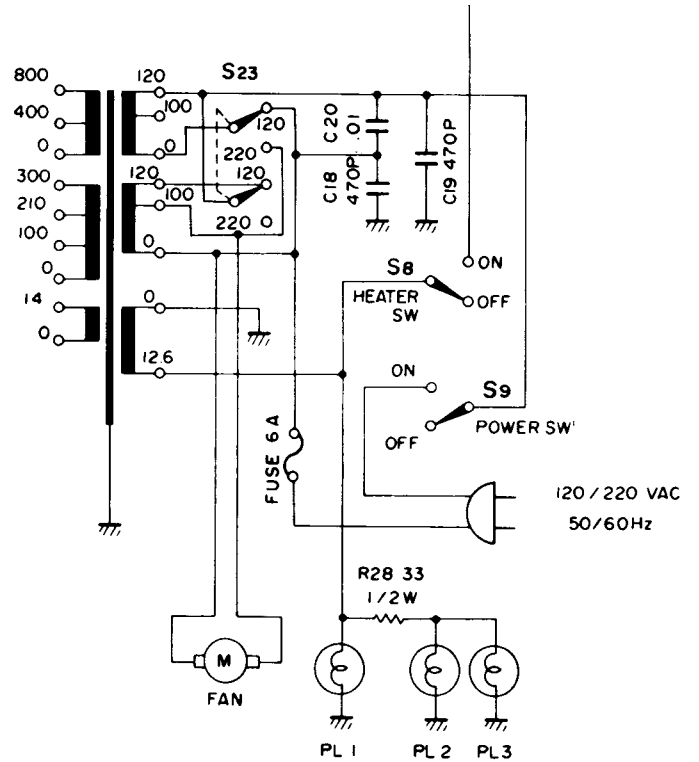 800
400
0
300
210
100
0
14
0
120
100
0
120
100
0
0
12.6
S23
120
220
120
220
C20
.01
C18
470P
C19 470P
S8
HEATER
SW
ON
OFF
ON
OFF
S9
POWER SW
FUSE 6A
120/220 VAC
50/60Hz
R28 33
1/2W
M
FAN
PL 1
PL 2
PL 3